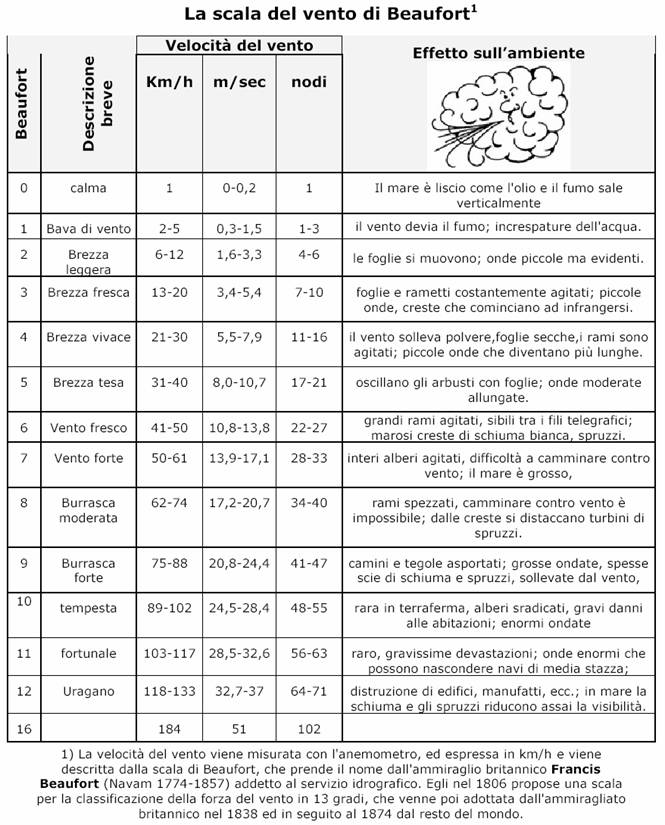 La scala del vento di Beaufort1
Beaufort
Descrizione breve
Velocità del vento
Km/h m/sec nodi
Effetto sull'ambiente
0 calma 1 0-0,2 1 Il mare è liscio come l'olio e il fumo sale
verticalmente
1 Bava di vento 2-5 0,3-1,5 1-3 il vento devia il fumo; increspature dell'acqua.
2 Brezza leggera 6-12 1,6-3,3 4-6 le foglie si muovono; onde piccole ma evidenti.
3 Brezza fresca 13-20 3,4-5,4 7-10 foglie e rametti costantemente agitati; piccole
onde, creste che cominciano ad infrangersi.
4 Brezza vivace 21-30 5,5-7,9 11-16 il vento solleva polvere,foglie secche,i rami sono
agitati; piccole onde che diventano più lunghe.
5 Brezza tesa 31-40 8,0-10,7 17-21 oscillano gli arbusti con foglie; onde moderate
allungate.
6 Vento fresco 41-50 10,8-13,8 22-27 grandi rami agitati, sibili tra i fili telegrafici;
marosi creste di schiuma bianca, spruzzi.
7 Vento forte 50-61 13,9-17,1 28-33 interi alberi agitati, difficoltà a camminare contro
vento; il mare è grosso,
8 Burrasca moderata 62-74 17,2-20,7 34-40 rami spezzati, camminare contro vento è
impossibile; dalle creste si distaccano turbini di
spruzzi.
9 Burrasca forte 75-88 20,8-24,4 41-47 camini e tegole asportati; grosse ondate, spesse
scie di schiuma e spruzzi, sollevate dal vento,
10 tempesta 89-102 24,5-28,4 48-55 rara in terraferma, alberi sradicati, gravi danni
alle abitazioni; enormi ondate
11 fortunale 103-117 28,5-32,6 56-63 raro, gravissime devastazioni; onde enormi che
possono nascondere navi di media stazza;
12 Uragano 118-133 32,7-37 64-71 distruzione di edifici, manufatti, ecc.; in mare la
schiuma e gli spruzzi riducono assai la visibilità.
16 184 51 102
1) La velocità del vento viene misurata con l'anemometro, ed espressa in km/h e viene
descritta dalla scala di Beaufort, che prende il nome dall'ammiraglio britannico Francis
Beaufort (Navam 1774-1857) addetto al servizio idrografico. Egli nel 1806 propose una scala
per la classificazione della forza del vento in 13 gradi, che venne poi adottata dall'ammiragliato
britannico nel 1838 ed in seguito al 1874 dal resto del mondo.